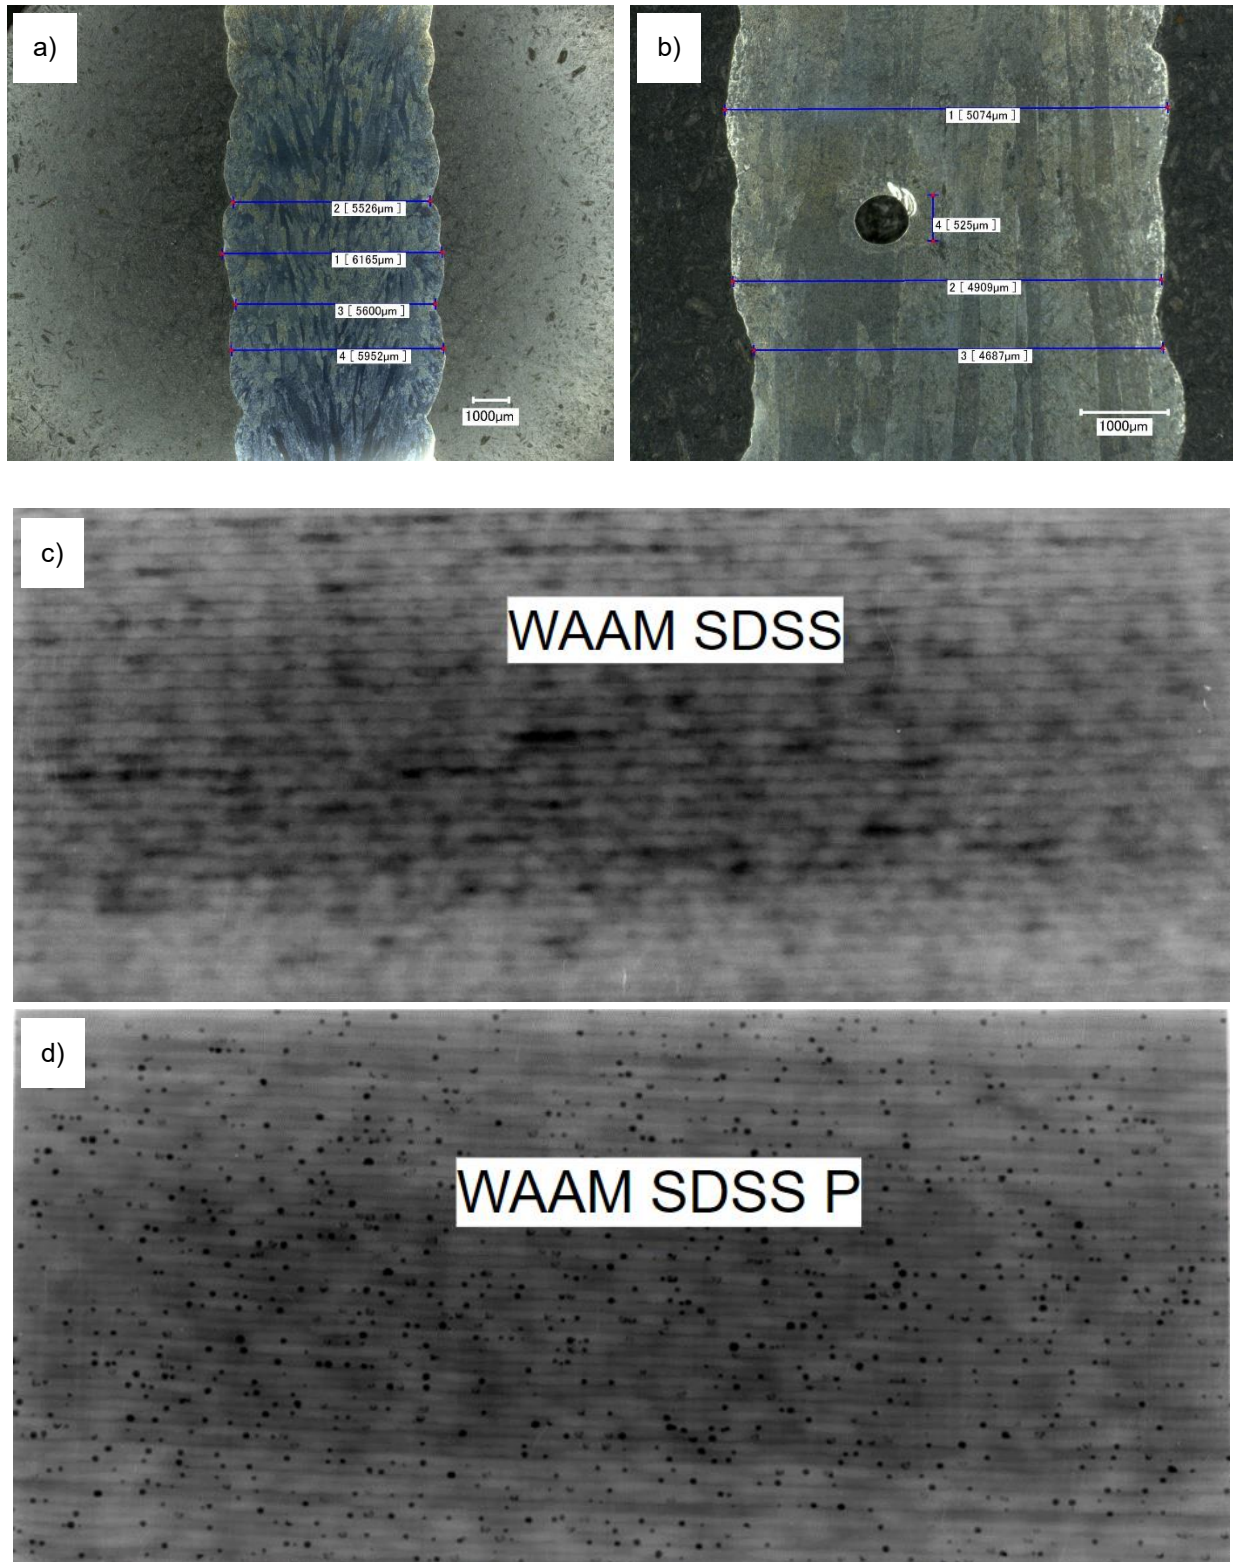 a)
2 [ 5526μm ]
1 [ 6165μm ]
3 [ 5600μm ]
4 [ 5952μm ]
1000μm
b)
1 [ 5074μm ]
4 [ 525μm ]
2 [ 4909μm ]
3 [ 4687μm ]
1000μm
c)
WAAM SDSS
d)
WAAM SDSS P